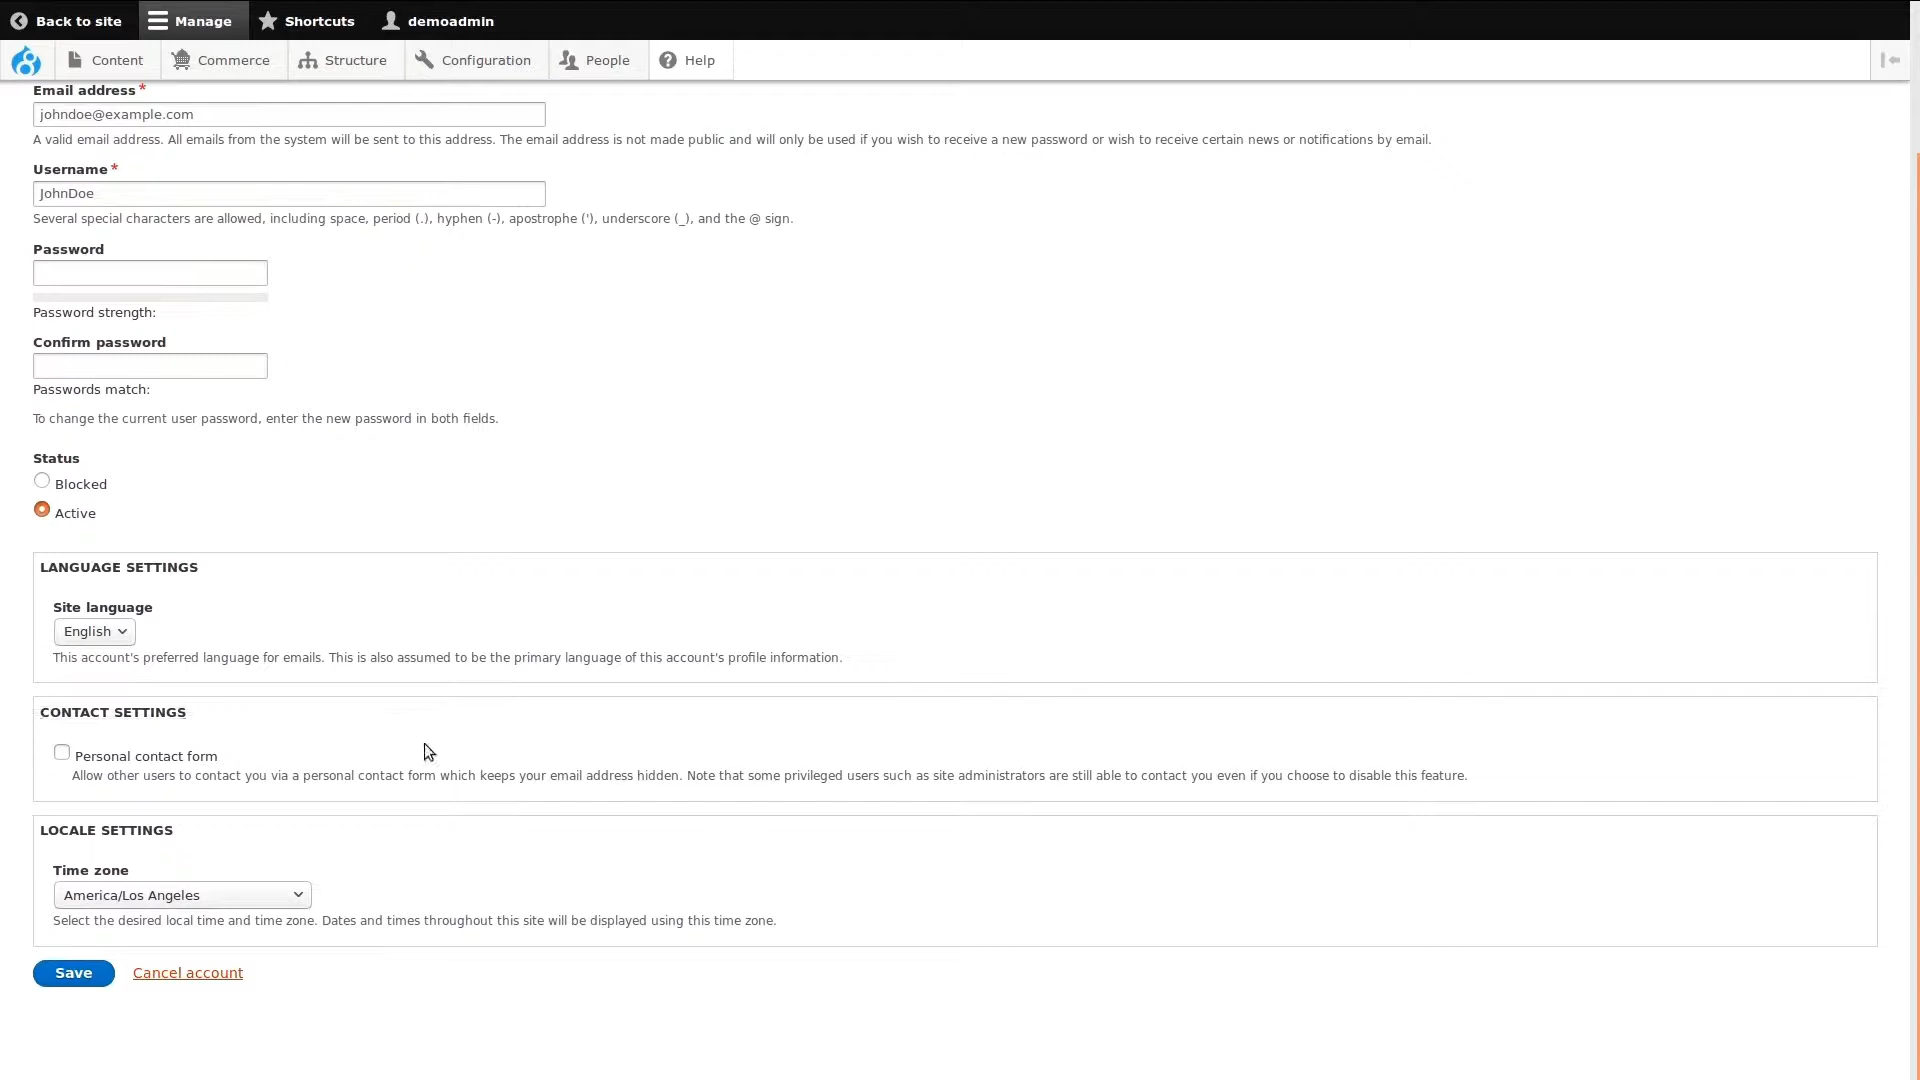 Back to site Manage Shortcuts demoadmin
Content Commerce Structure Configuration People Help
Email address *
johndoe@example.com
A valid email address. All emails from the system will be sent to this address. The email address is not made public and will only be used if you wish to receive a new password or wish to receive certain news or notifications by email.
Username *
JohnDoe
Several special characters are allowed, including space, period (.), hyphen (-), apostrophe ('), underscore (_), and the @ sign.
Password
Password strength:
Confirm password
Passwords match:
To change the current user password, enter the new password in both fields.
Status
Blocked
Active
LANGUAGE SETTINGS
Site language
English
This account's preferred language for emails. This is also assumed to be the primary language of this account's profile information.
CONTACT SETTINGS
Personal contact form
Allow other users to contact you via a personal contact form which keeps your email address hidden. Note that some privileged users such as site administrators are still able to contact you even if you choose to disable this feature.
LOCALE SETTINGS
Time zone
America/Los Angeles
Select the desired local time and time zone. Dates and times throughout this site will be displayed using this time zone.
Save Cancel account